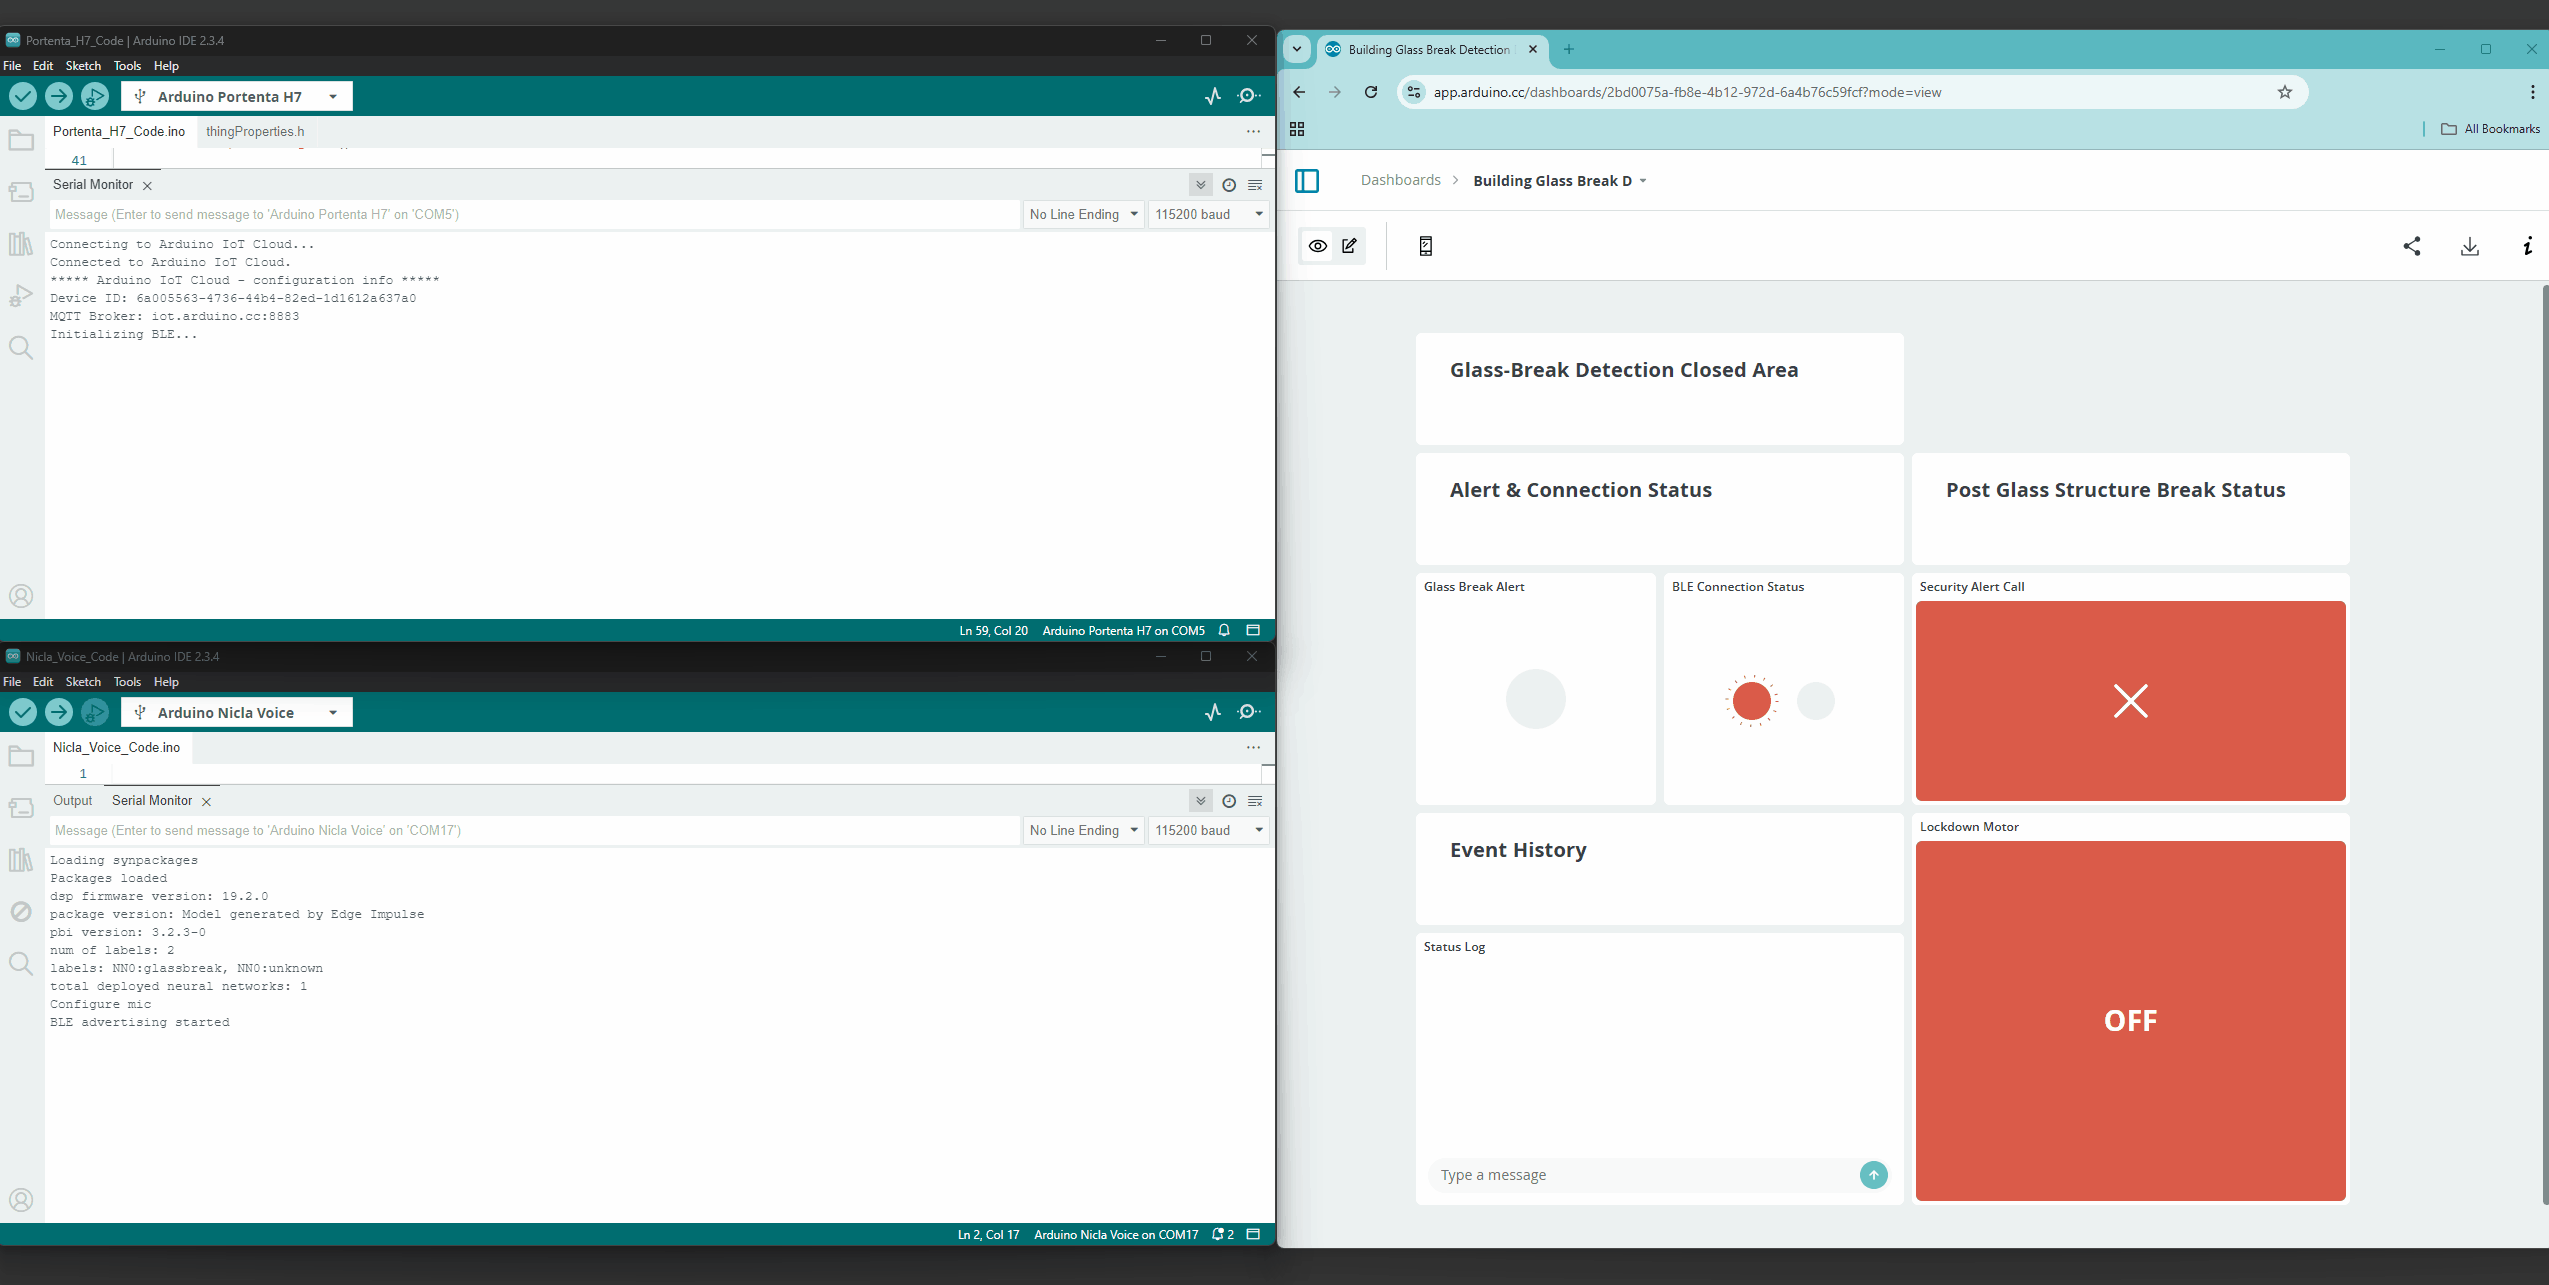 Portenta_H7_Code | Arduino IDE 2.3.4
File Edit Sketch Tools Help
Arduino Portenta H7
Portenta_H7_Code.ino thingProperties.h
41
Serial Monitor
Message (Enter to send message to 'Arduino Portenta H7' on 'COM5')
No Line Ending
115200 baud
Connecting to Arduino IoT Cloud...
Connected to Arduino IoT Cloud.
***** Arduino IoT Cloud - configuration info *****
Device ID: 6a005563-4736-44b4-82ed-1d1612a637a0
MQTT Broker: iot.arduino.cc:8883
Initializing BLE...
Ln 59, Col 20 Arduino Portenta H7 on COM5
Nicla_Voice_Code | Arduino IDE 2.3.4
File Edit Sketch Tools Help
Arduino Nicla Voice
Nicla_Voice_Code.ino
1
Output Serial Monitor
Message (Enter to send message to 'Arduino Nicla Voice' on 'COM17')
No Line Ending
115200 baud
Loading synpackages
Packages loaded
dsp firmware version: 19.2.0
package version: Model generated by Edge Impulse
pbi version: 3.2.3-0
num of labels: 2
labels: NN0:glassbreak, NN0:unknown
total deployed neural networks: 1
Configure mic
BLE advertising started
Ln 2, Col 17 Arduino Nicla Voice on COM17 2
Building Glass Break Detection
app.arduino.cc/dashboards/2bd0075a-fb8e-4b12-972d-6a4b76c59fcf?mode=view
All Bookmarks
Dashboards > Building Glass Break D
Glass-Break Detection Closed Area
Alert & Connection Status
Post Glass Structure Break Status
Glass Break Alert
BLE Connection Status
Security Alert Call
Event History
Lockdown Motor
OFF
Status Log
Type a message